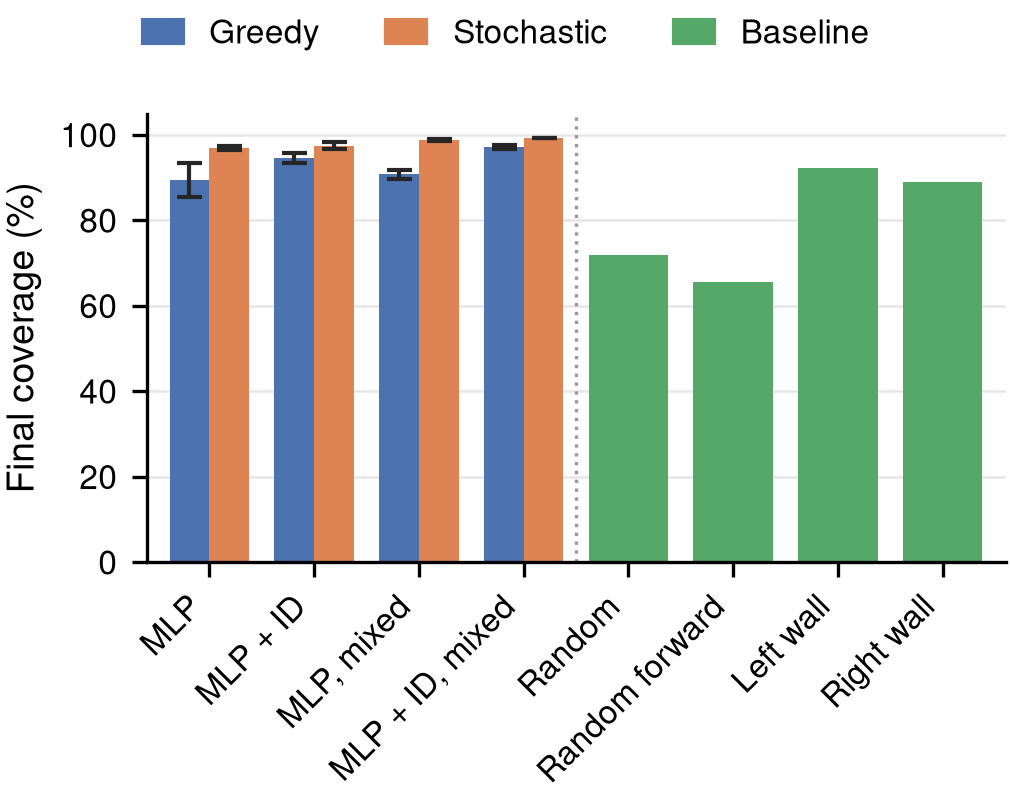 Greedy Stochastic Baseline
Final coverage (%)
100
80
60
40
20
0
MLP
MLP + ID
MLP, mixed
MLP + ID, mixed
Random
Random forward
Left wall
Right wall